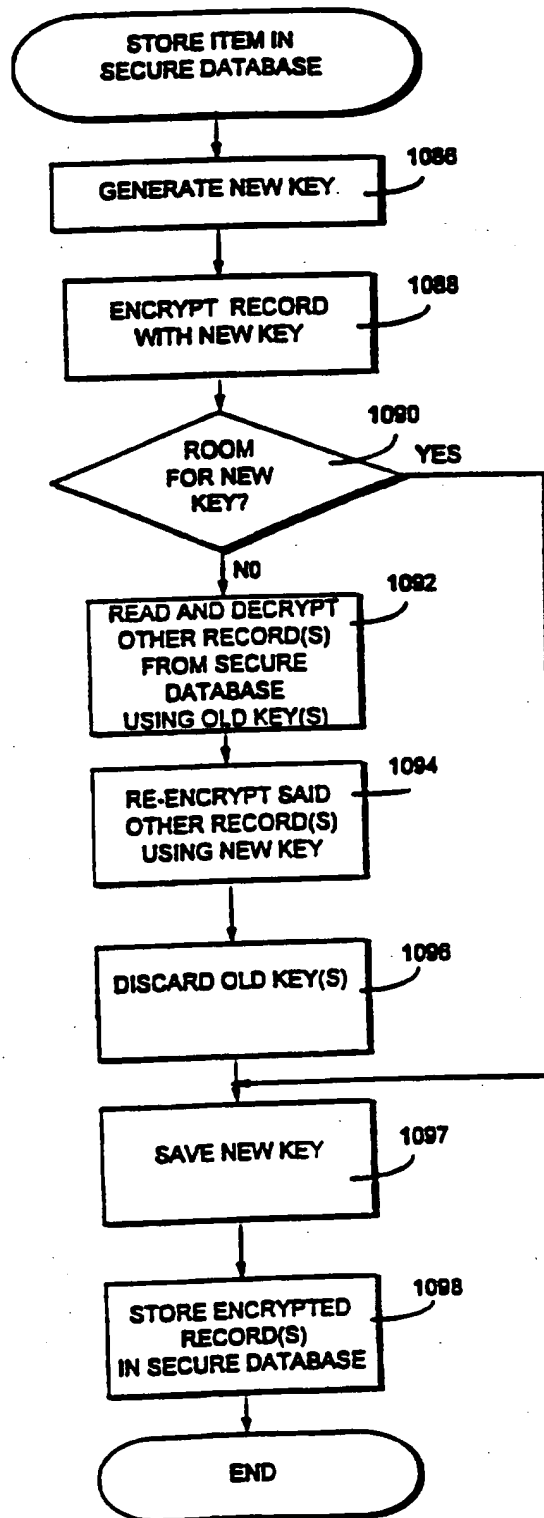 STORE ITEM IN
SECURE DATABASE
1086
GENERATE NEW KEY
1088
ENCRYPT RECORD
WITH NEW KEY
1090
ROOM
FOR NEW
KEY?
YES
NO
1092
READ AND DECRYPT
OTHER RECORD(S)
FROM SECURE
DATABASE
USING OLD KEY(S)
1094
RE-ENCRYPT SAID
OTHER RECORD(S)
USING NEW KEY
1096
DISCARD OLD KEY(S)
1097
SAVE NEW KEY
1098
STORE ENCRYPTED
RECORD(S)
IN SECURE DATABASE
END